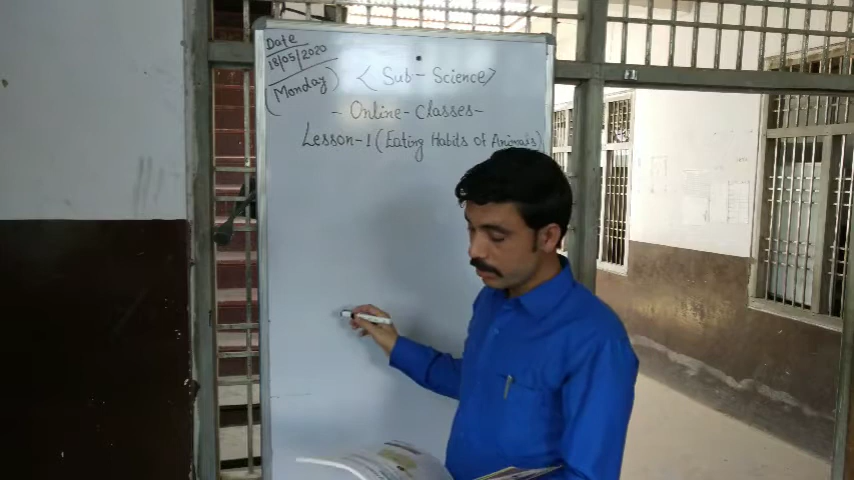 Date
18/05/2020
(Monday)
< Sub - Science >
- Online - Classes -
Lesson-1 (Eating Habits of Animals)